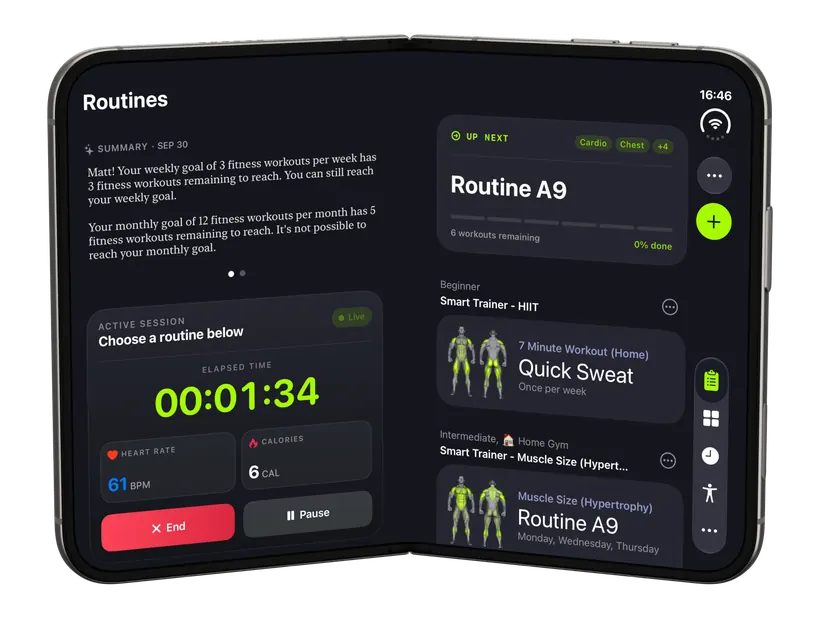 Routines
SUMMARY · SEP 30
Matt! Your weekly goal of 3 fitness workouts per week has
3 fitness workouts remaining to reach. You can still reach
your weekly goal.
Your monthly goal of 12 fitness workouts per month has 5
fitness workouts remaining to reach. It's not possible to
reach your monthly goal.
ACTIVE SESSION
Live
Choose a routine below
ELAPSED TIME
00:01:34
HEART RATE
61 BPM
CALORIES
6 CAL
End
Pause
UP NEXT
Cardio
Chest
+4
Routine A9
6 workouts remaining
0% done
Beginner
Smart Trainer - HIIT
7 Minute Workout (Home)
Quick Sweat
Once per week
Intermediate, 🏠 Home Gym
Smart Trainer - Muscle Size (Hypert...
Muscle Size (Hypertrophy)
Routine A9
Monday, Wednesday, Thursday
16:46